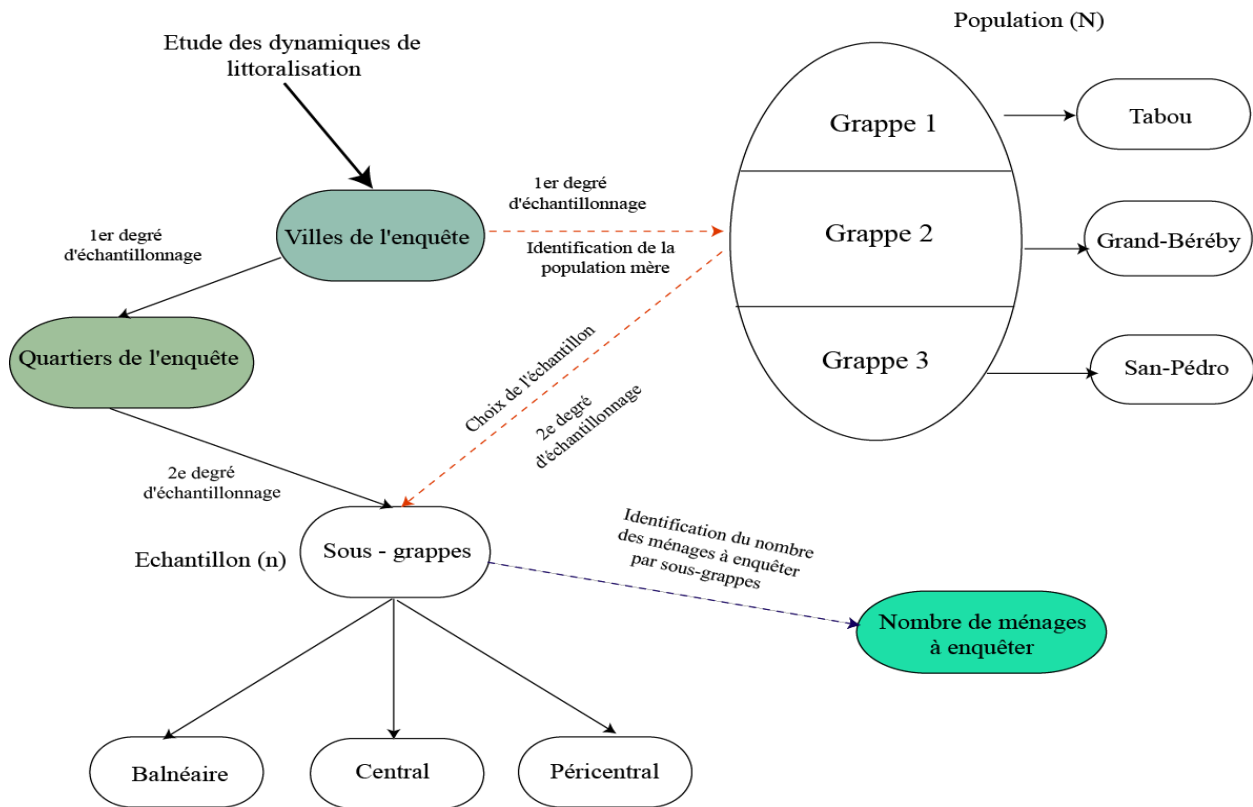 Population (N)
Etude des dynamiques de
littoralisation
Grappe 1
Tabou
1er degré
d'échantillonnage
Villes de l'enquête
Grappe 2
1er degré
d'échantillonnage
Identification de la
population mère
Grand-Béréby
Quartiers de l'enquête
Grappe 3
San-Pédro
Choix de l'échantillon
2e degré
d'échantillonnage
2e degré
d'échantillonnage
Echantillon (n)
Sous - grappes
Identification du nombre
des ménages à enquêter
par sous-grappes
Nombre de ménages
à enquêter
Balnéaire
Central
Péricentral